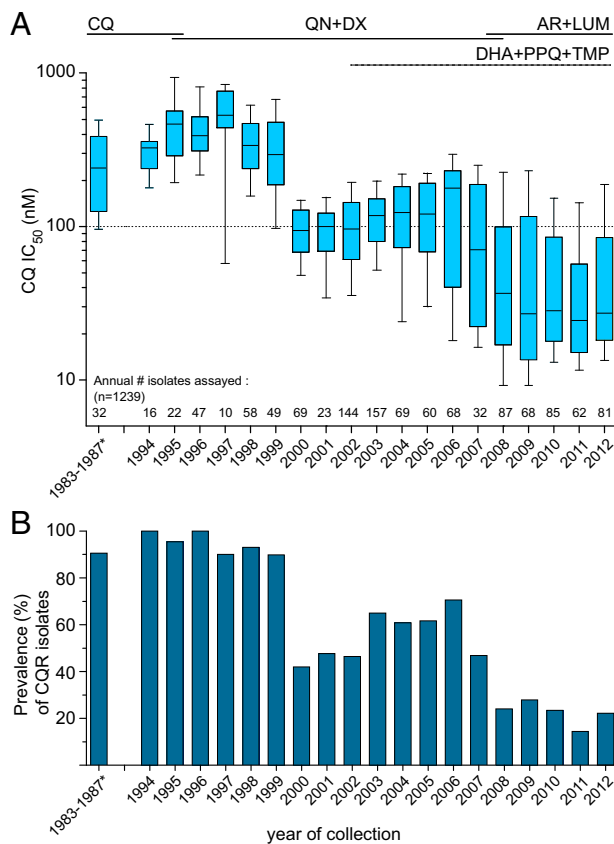 A
CQ
QN+DX
AR+LUM
DHA+PPQ+TMP
CQ IC50 (nM)
1000
100
10
Annual # isolates assayed :
(n=1239)
32 16 22 47 10 58 49 69 23 144 157 69 60 68 32 87 68 85 62 81
1983-1987* 1994 1995 1996 1997 1998 1999 2000 2001 2002 2003 2004 2005 2006 2007 2008 2009 2010 2011 2012
B
Prevalence (%)
of CQR isolates
100
80
60
40
20
1983-1987* 1994 1995 1996 1997 1998 1999 2000 2001 2002 2003 2004 2005 2006 2007 2008 2009 2010 2011 2012
year of collection